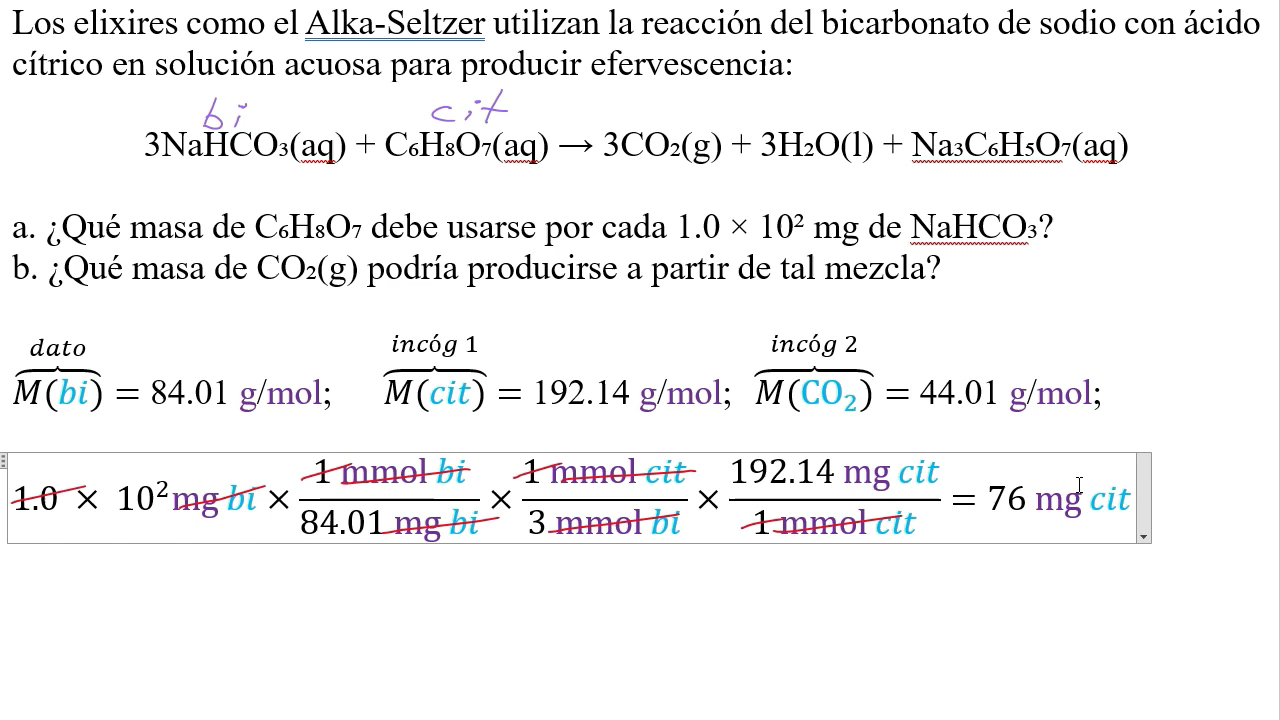 Los elixires como el Alka-Seltzer utilizan la reacción del bicarbonato de sodio con ácido
cítrico en solución acuosa para producir efervescencia:
bi cit
3NaHCO₃(aq) + C₆H₈O₇(aq) → 3CO₂(g) + 3H₂O(l) + Na₃C₆H₅O₇(aq)
a. ¿Qué masa de C₆H₈O₇ debe usarse por cada 1.0 × 10² mg de NaHCO₃?
b. ¿Qué masa de CO₂(g) podría producirse a partir de tal mezcla?
dato incóg 1 incóg 2
M(bi) = 84.01 g/mol; M(cit) = 192.14 g/mol; M(CO₂) = 44.01 g/mol;
1 mmol bi 1 mmol cit 192.14 mg cit
1.0 × 10² mg bi × × × = 76 mg cit
84.01 mg bi 3 mmol bi 1 mmol cit